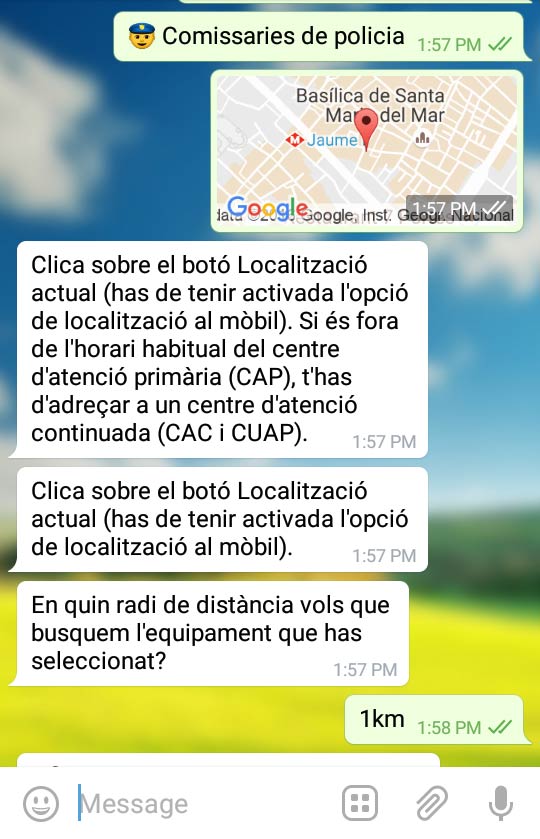 👮 Comissaries de policia 1:57 PM
Basílica de Santa
Maria del Mar
Jaume
Google 1:57 PM
Google, Inst. Geogr. Nacional
Clica sobre el botó Localització
actual (has de tenir activada l'opció
de localització al mòbil). Si és fora
de l'horari habitual del centre
d'atenció primària (CAP), t'has
d'adreçar a un centre d'atenció
continuada (CAC i CUAP). 1:57 PM
Clica sobre el botó Localització
actual (has de tenir activada l'opció
de localització al mòbil). 1:57 PM
En quin radi de distància vols que
busquem l'equipament que has
seleccionat? 1:57 PM
1km 1:58 PM
Message